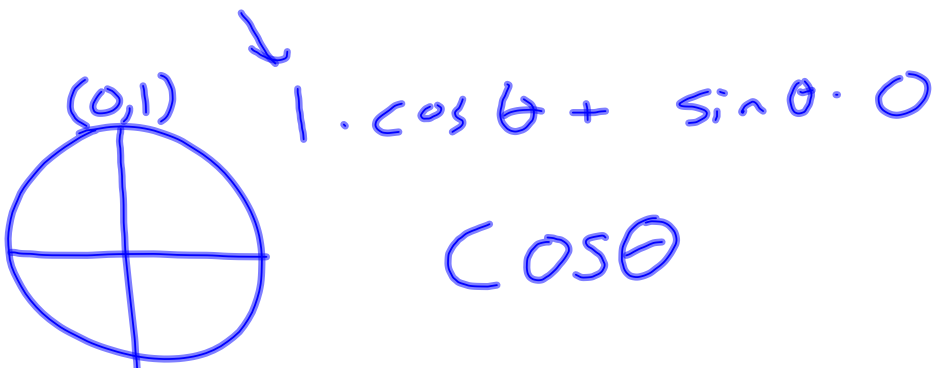 (0,1)
1 · cos θ + sin θ · 0
cos θ